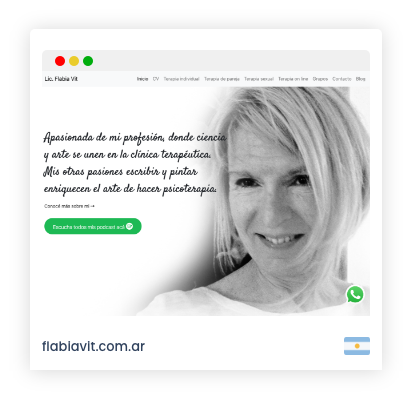 Lic. Flabia Vit
Inicio CV Terapia individual Terapia de pareja Terapia sexual Terapia on line Grupos Contacto Blog
Apasionada de mi profesión, donde ciencia
y arte se unen en la clínica terapéutica.
Mis otras pasiones escribir y pintar
enriquecen el arte de hacer psicoterapia.
Conocé más sobre mi →
Escucha todos mis podcast acá
flabiavit.com.ar